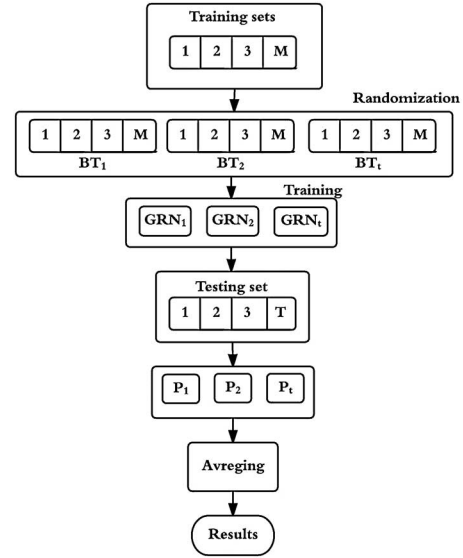 Training sets
1 2 3 M
Randomization
1 2 3 M 1 2 3 M 1 2 3 M
BT₁ BT₂ BTₜ
Training
GRN₁ GRN₂ GRNₜ
Testing set
1 2 3 T
P₁ P₂ Pₜ
Avreging
Results